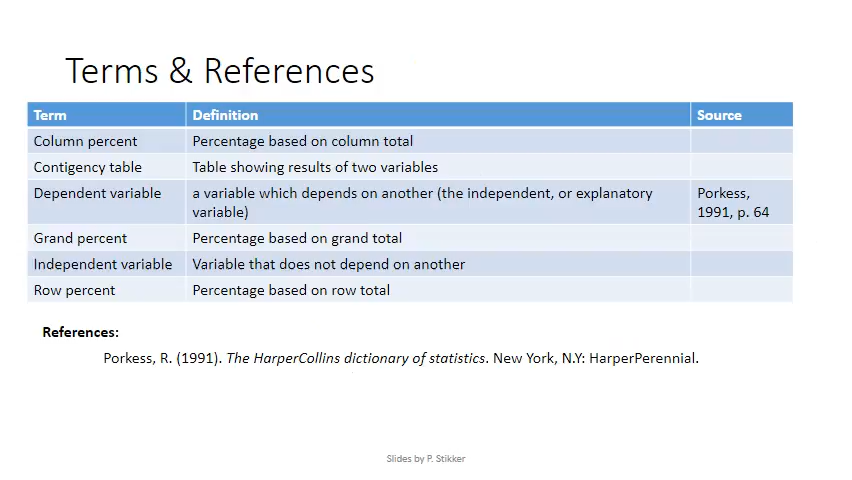 Terms & References
Term Definition Source
Column percent Percentage based on column total
Contigency table Table showing results of two variables
Dependent variable a variable which depends on another (the independent, or explanatory Porkess,
variable) 1991, p. 64
Grand percent Percentage based on grand total
Independent variable Variable that does not depend on another
Row percent Percentage based on row total
References:
Porkess, R. (1991). The HarperCollins dictionary of statistics. New York, N.Y: HarperPerennial.
Slides by P. Stikker